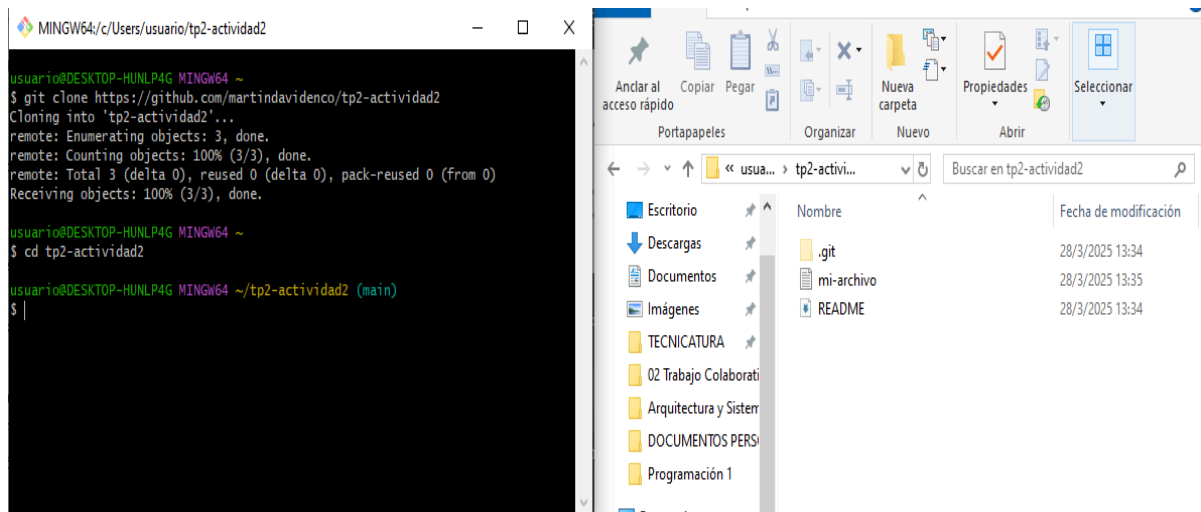 MINGW64:/c/Users/usuario/tp2-actividad2
usuario@DESKTOP-HUNLP4G MINGW64 ~
$ git clone https://github.com/martindavidenco/tp2-actividad2
Cloning into 'tp2-actividad2'...
remote: Enumerating objects: 3, done.
remote: Counting objects: 100% (3/3), done.
remote: Total 3 (delta 0), reused 0 (delta 0), pack-reused 0 (from 0)
Receiving objects: 100% (3/3), done.
usuario@DESKTOP-HUNLP4G MINGW64 ~
$ cd tp2-actividad2
usuario@DESKTOP-HUNLP4G MINGW64 ~/tp2-actividad2 (main)
$
Anclar al acceso rápido
Copiar
Pegar
Nueva carpeta
Propiedades
Seleccionar
Portapapeles
Organizar
Nuevo
Abrir
« usua... › tp2-activi...
Buscar en tp2-actividad2
Escritorio
Descargas
Documentos
Imágenes
TECNICATURA
02 Trabajo Colaborati
Arquitectura y Sistem
DOCUMENTOS PERS
Programación 1
Nombre
Fecha de modificación
.git
28/3/2025 13:34
mi-archivo
28/3/2025 13:35
README
28/3/2025 13:34